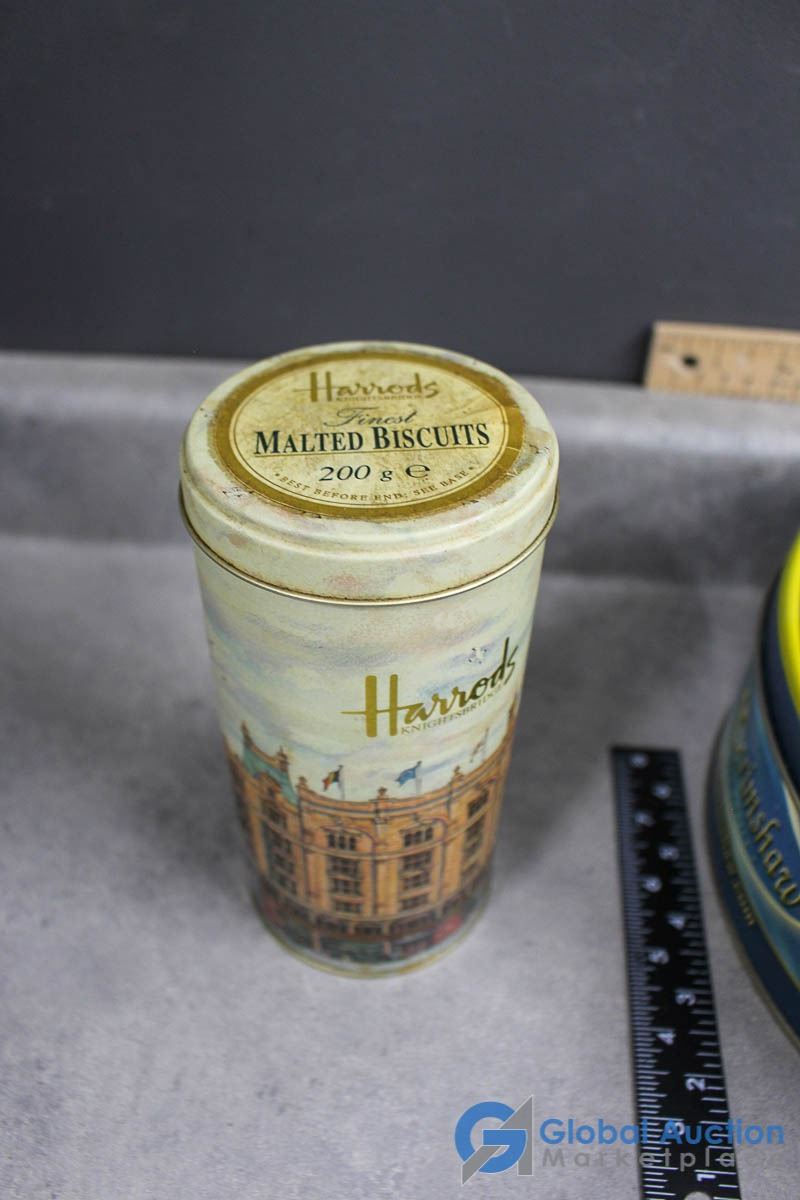 Harrods
KNIGHTSBRIDGE
Finest
MALTED BISCUITS
200 g ℮
• BEST BEFORE END: SEE BASE •
Harrods
KNIGHTSBRIDGE
Global Auction
Marketplace